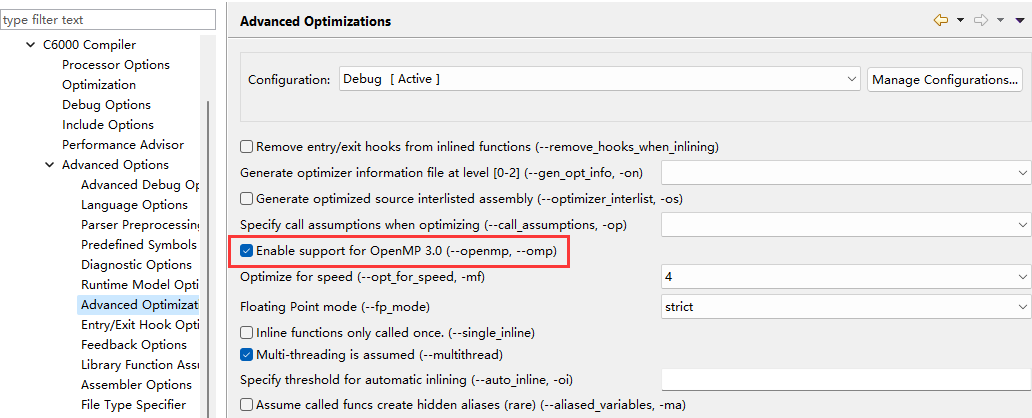 type filter text
C6000 Compiler
Processor Options
Optimization
Debug Options
Include Options
Performance Advisor
Advanced Options
Advanced Debug Op
Language Options
Parser Preprocessing
Predefined Symbols
Diagnostic Options
Runtime Model Opti
Advanced Optimizati
Entry/Exit Hook Opti
Feedback Options
Library Function Assu
Assembler Options
File Type Specifier
Advanced Optimizations
Configuration: Debug [ Active ] Manage Configurations...
Remove entry/exit hooks from inlined functions (--remove_hooks_when_inlining)
Generate optimizer information file at level [0-2] (--gen_opt_info, -on)
Generate optimized source interlisted assembly (--optimizer_interlist, -os)
Specify call assumptions when optimizing (--call_assumptions, -op)
Enable support for OpenMP 3.0 (--openmp, --omp)
Optimize for speed (--opt_for_speed, -mf) 4
Floating Point mode (--fp_mode) strict
Inline functions only called once. (--single_inline)
Multi-threading is assumed (--multithread)
Specify threshold for automatic inlining (--auto_inline, -oi)
Assume called funcs create hidden aliases (rare) (--aliased_variables, -ma)